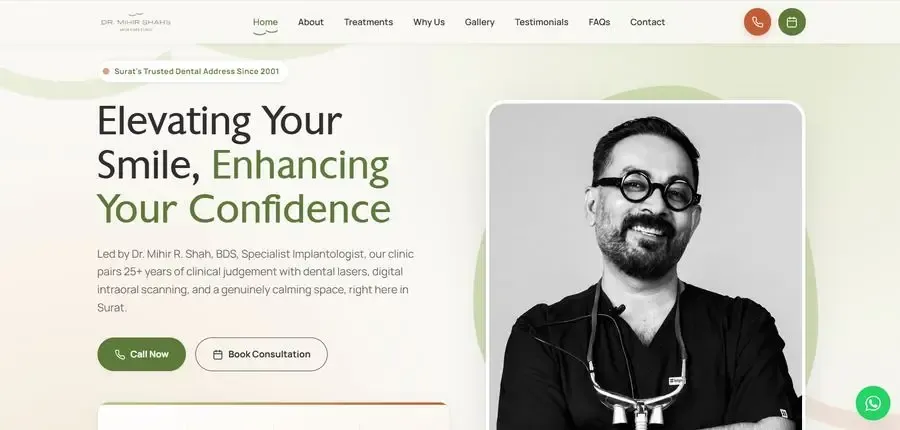 DR. MIHIR SHAH'S
Home
About
Treatments
Why Us
Gallery
Testimonials
FAQs
Contact
Surat's Trusted Dental Address Since 2001
Elevating Your
Smile, Enhancing
Your Confidence
Led by Dr. Mihir R. Shah, BDS, Specialist Implantologist, our clinic
pairs 25+ years of clinical judgement with dental lasers, digital
intraoral scanning, and a genuinely calming space, right here in
Surat.
Call Now
Book Consultation